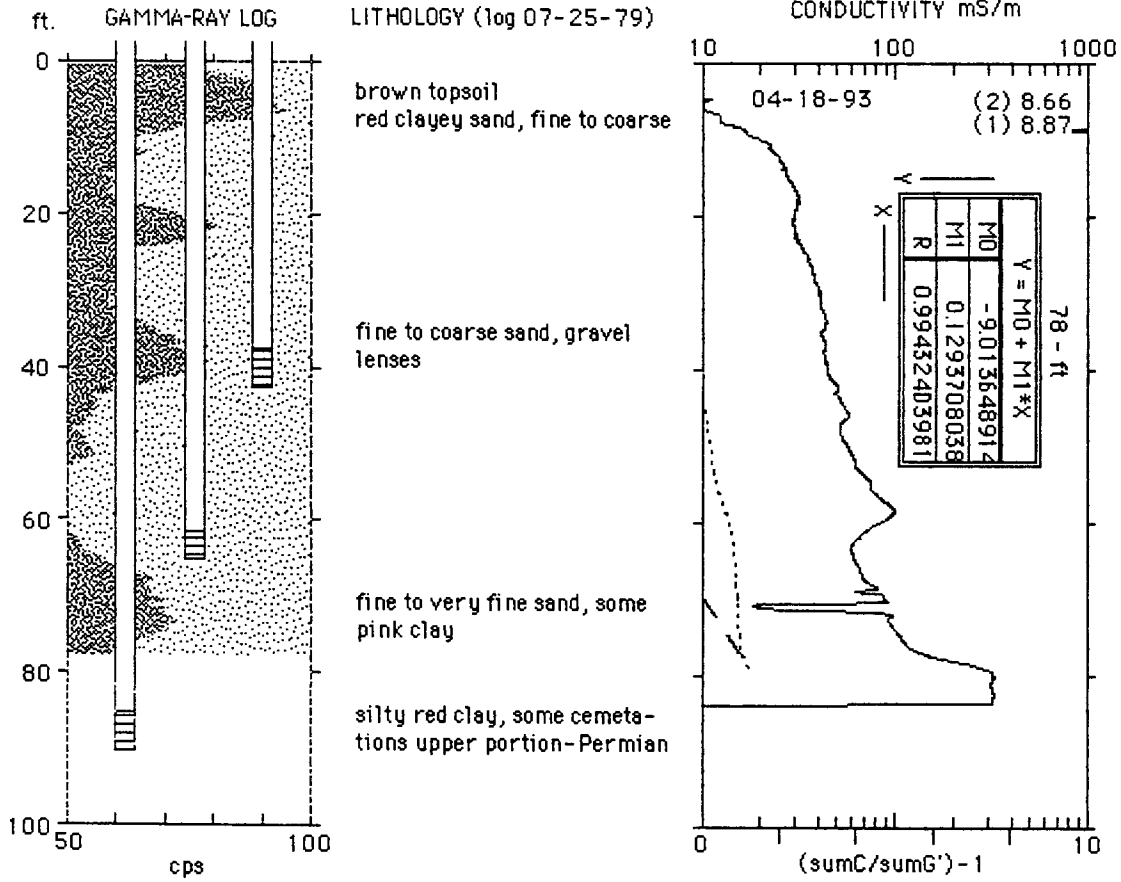 ft.
GAMMA-RAY LOG
0
20
40
60
80
100
50
100
cps
LITHOLOGY (log 07-25-79)
brown topsoil
red clayey sand, fine to coarse
fine to coarse sand, gravel
lenses
fine to very fine sand, some
pink clay
silty red clay, some cemeta-
tions upper portion-Permian
CONDUCTIVITY mS/m
10
100
1000
04-18-93
(2) 8.66
(1) 8.87
Y
X
78 - ft
Y = M0 + M1*X
M0 -9.013648914
M1 0.1293708038
R 0.9943240398​1
0
10
(sumC/sumG')-1